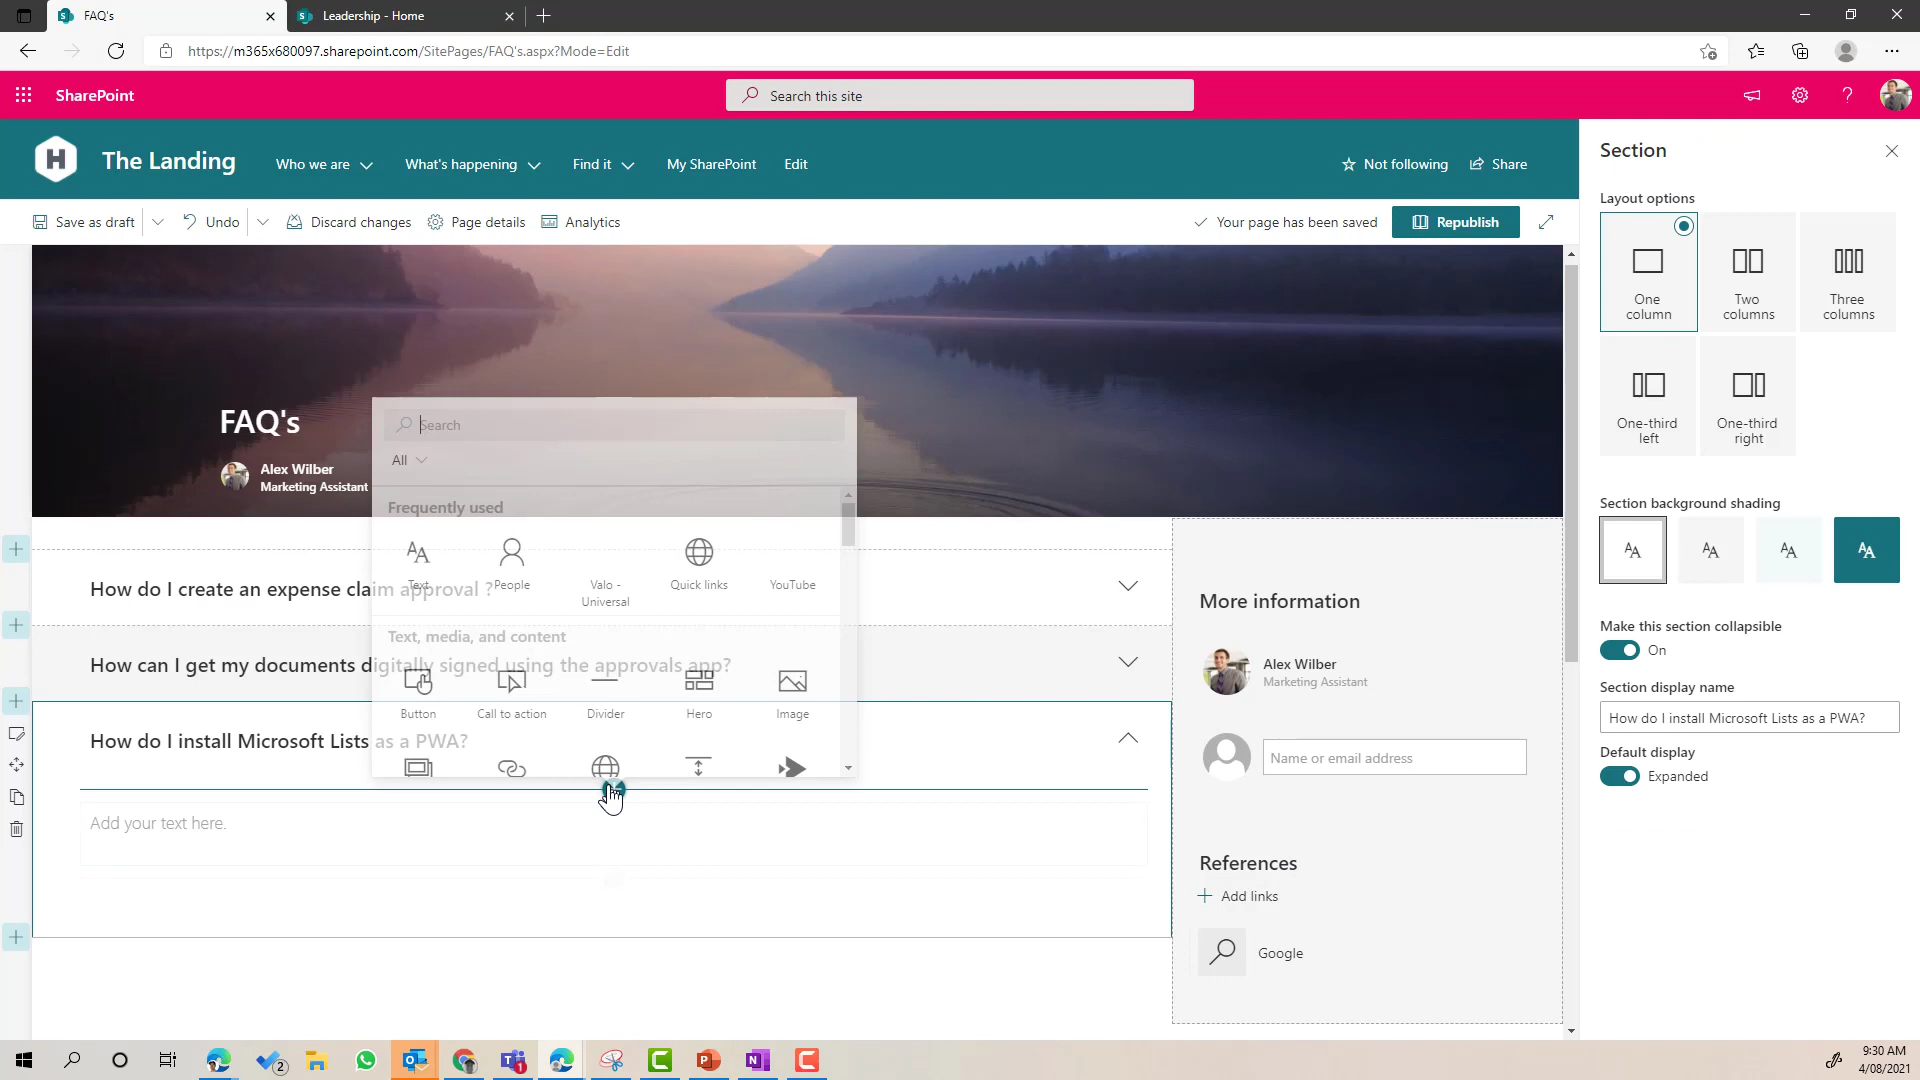 FAQ's
Leadership - Home
https://m365x680097.sharepoint.com/SitePages/FAQ's.aspx?Mode=Edit
SharePoint
Search this site
The Landing
Who we are
What's happening
Find it
My SharePoint
Edit
Not following
Share
Save as draft
Undo
Discard changes
Page details
Analytics
Your page has been saved
Republish
FAQ's
Alex Wilber
Marketing Assistant
Search
All
Frequently used
Text
People
Valo -
Universal
Quick links
YouTube
How do I create an expense claim approval ?
Text, media, and content
How can I get my documents digitally signed using the approvals app?
Button
Call to action
Divider
Hero
Image
How do I install Microsoft Lists as a PWA?
Add your text here.
More information
Alex Wilber
Marketing Assistant
Name or email address
References
Add links
Google
Section
Layout options
One
column
Two
columns
Three
columns
One-third
left
One-third
right
Section background shading
Make this section collapsible
On
Section display name
How do I install Microsoft Lists as a PWA?
Default display
Expanded
2
1
9:30 AM
4/08/2021